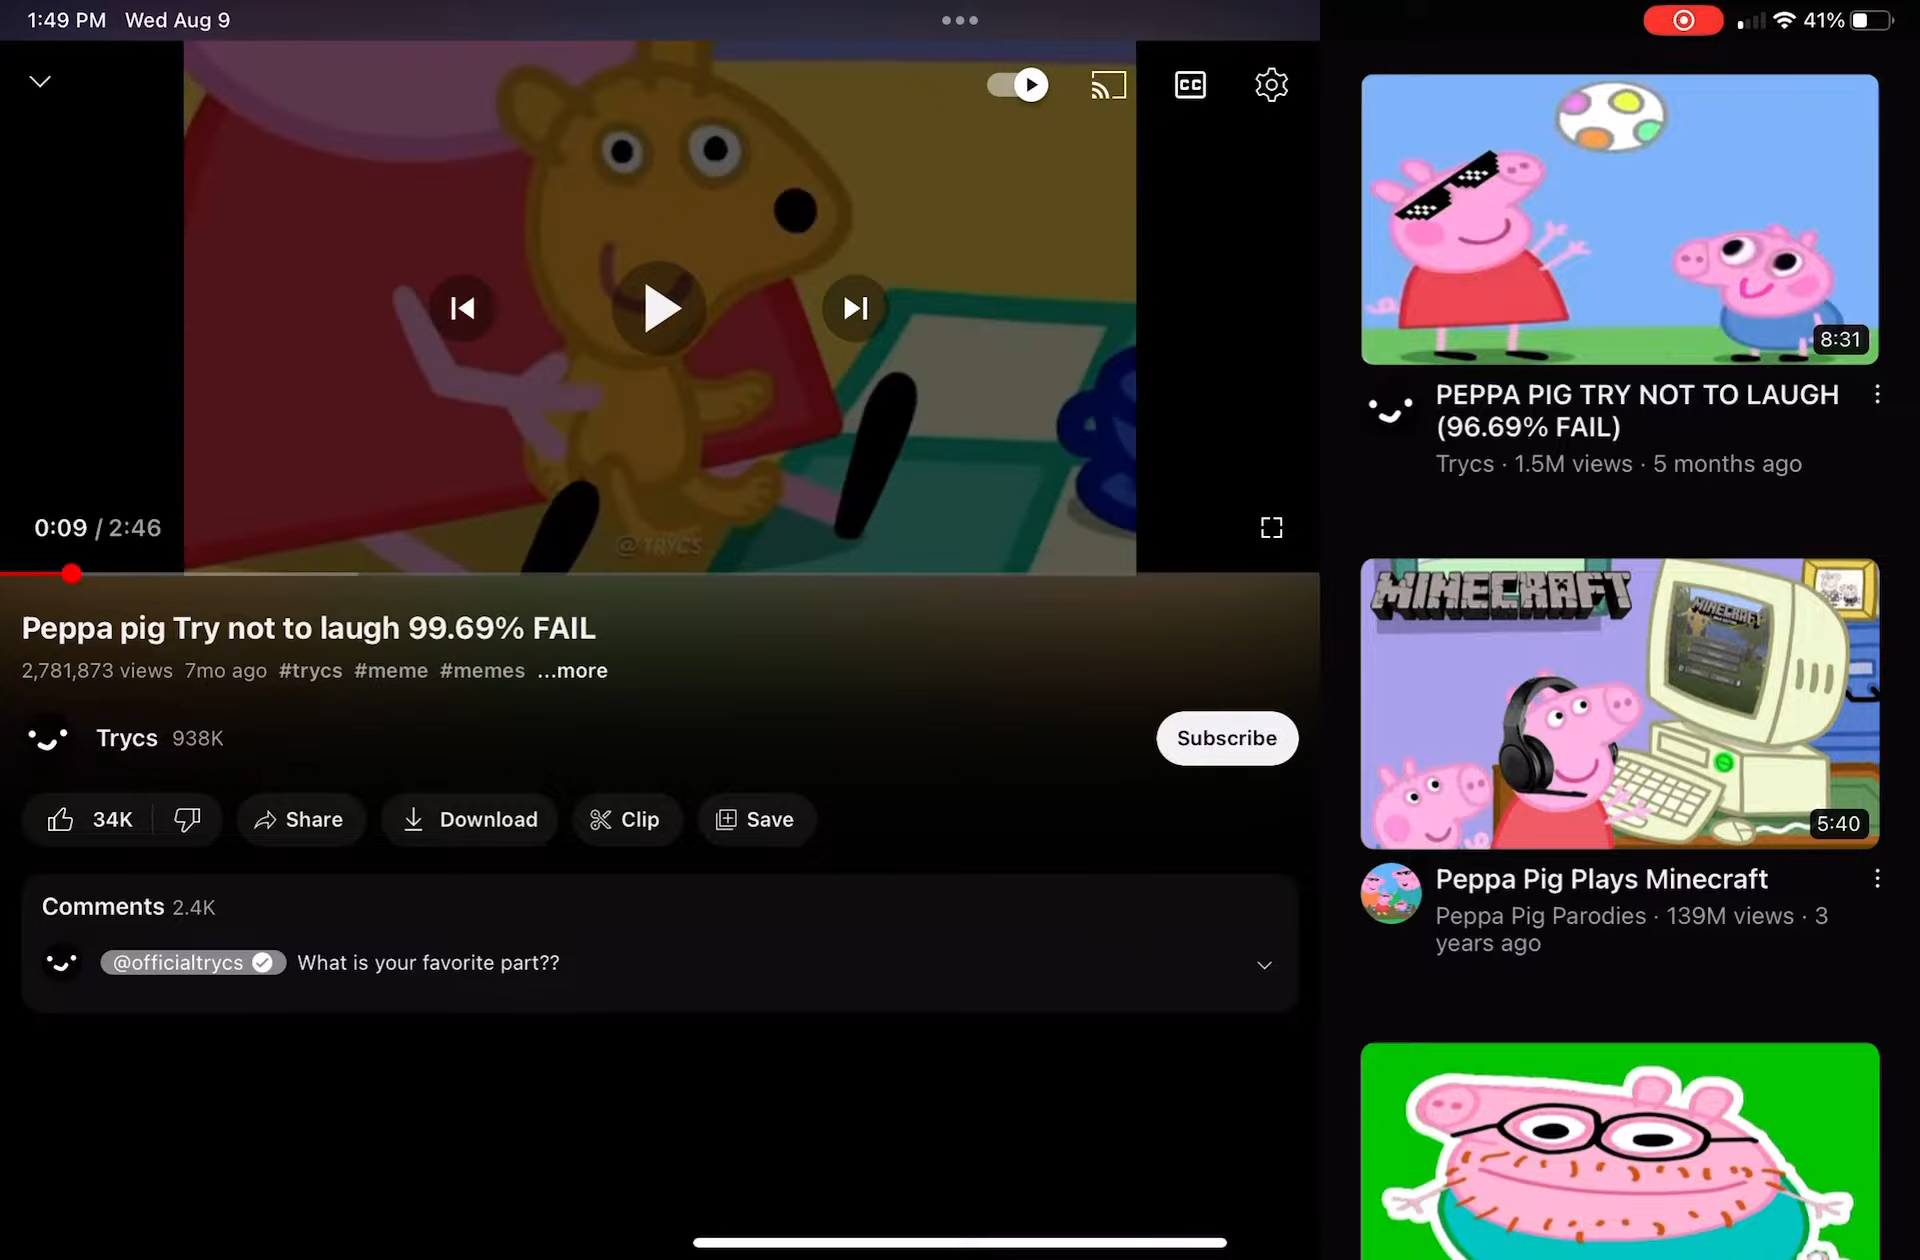 1:49 PM Wed Aug 9
41%
CC
@TRYCS
0:09 / 2:46
Peppa pig Try not to laugh 99.69% FAIL
2,781,873 views 7mo ago #trycs #meme #memes ...more
Trycs 938K
Subscribe
34K
Share
Download
Clip
Save
Comments 2.4K
@officialtrycs What is your favorite part??
8:31
PEPPA PIG TRY NOT TO LAUGH
(96.69% FAIL)
Trycs · 1.5M views · 5 months ago
MINECRAFT
MINECRAFT
5:40
Peppa Pig Plays Minecraft
Peppa Pig Parodies · 139M views · 3
years ago